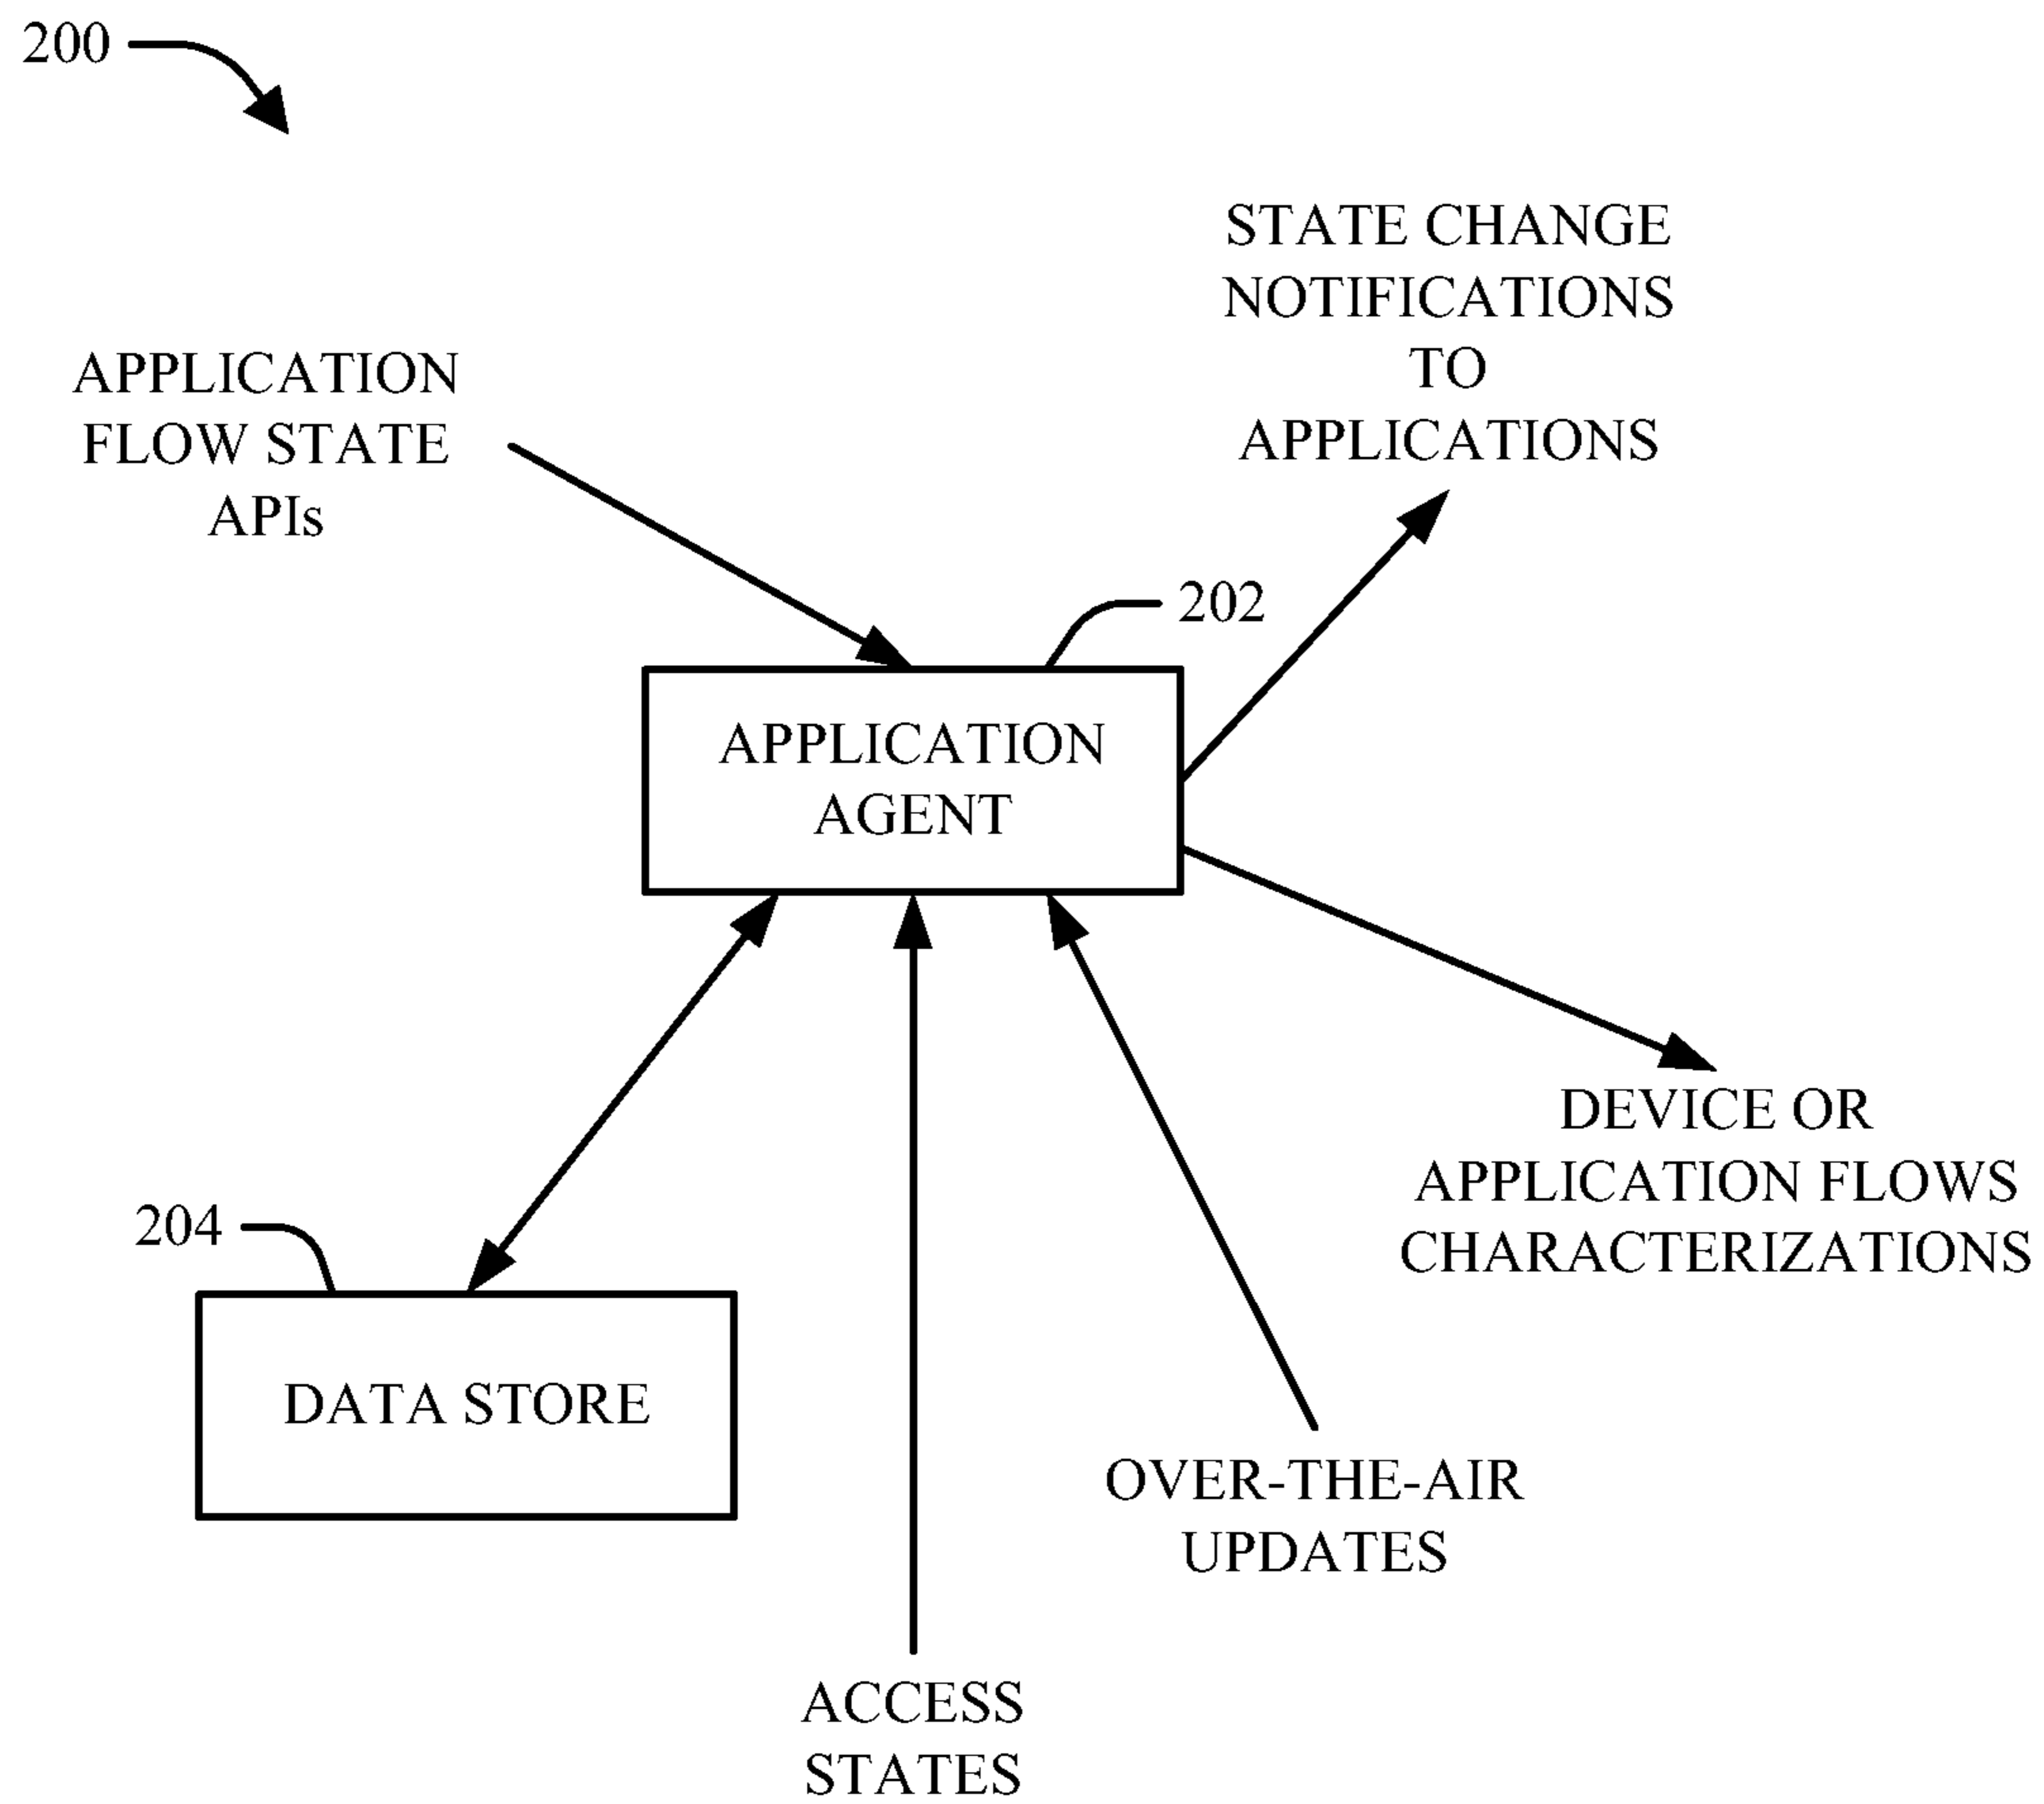 200
STATE CHANGE
NOTIFICATIONS
TO
APPLICATIONS
APPLICATION
FLOW STATE
APIs
202
APPLICATION
AGENT
DEVICE OR
APPLICATION FLOWS
CHARACTERIZATIONS
204
DATA STORE
OVER-THE-AIR
UPDATES
ACCESS
STATES